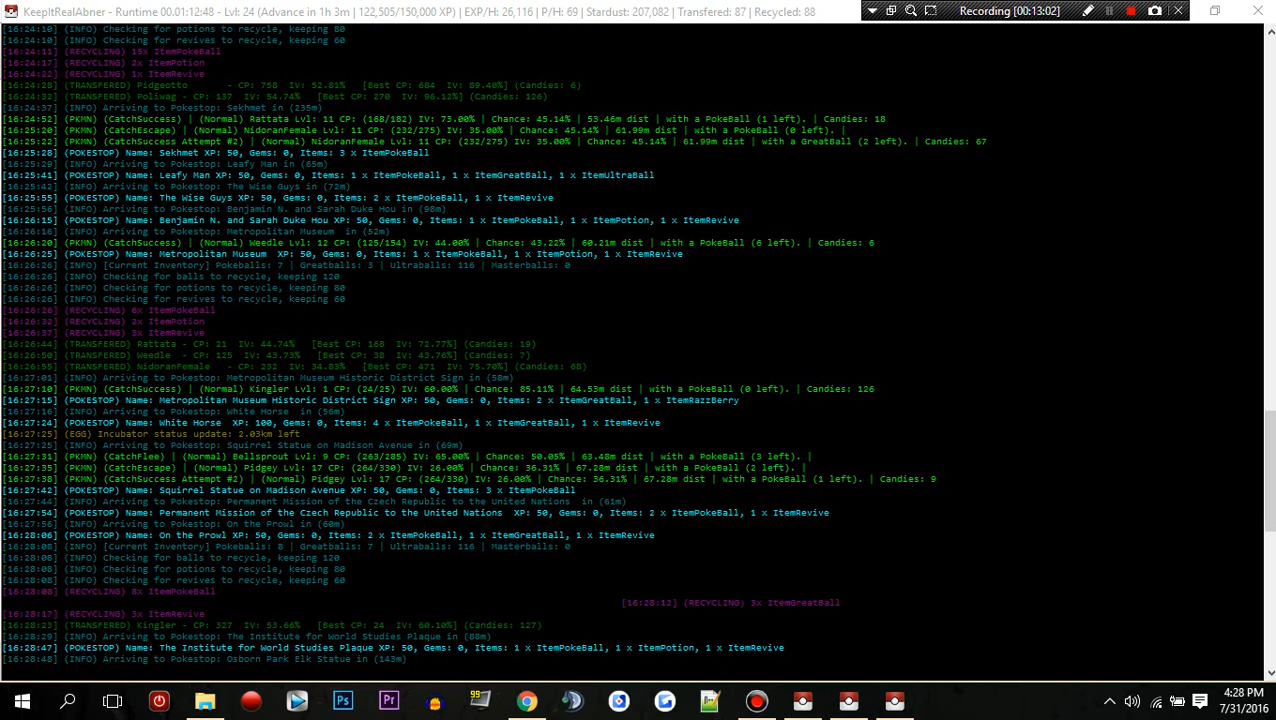 KeepItRealAbner - Runtime 00.01:12:48 - Lvl: 24 (Advance in 1h 3m | 122,505/150,000 XP) | EXP/H: 26,116 | P/H: 69 | Stardust: 207,082 | Transfered: 87 | Recycled: 88
Recording [00:13:02]
[16:24:10] (INFO) Checking for potions to recycle, keeping 80
[16:24:10] (INFO) Checking for revives to recycle, keeping 60
[16:24:11] (RECYCLING) 15x ItemPokeBall
[16:24:17] (RECYCLING) 2x ItemPotion
[16:24:22] (RECYCLING) 1x ItemRevive
[16:24:28] (TRANSFERED) Pidgeotto - CP: 758 IV: 52.81% [Best CP: 684 IV: 89.40%] (Candies: 6)
[16:24:32] (TRANSFERED) Poliwag - CP: 137 IV: 54.74% [Best CP: 270 IV: 96.12%] (Candies: 126)
[16:24:37] (INFO) Arriving to Pokestop: Sekhmet in (235m)
[16:24:52] (PKMN) (CatchSuccess) | (Normal) Rattata Lvl: 11 CP: (168/182) IV: 73.00% | Chance: 45.14% | 53.46m dist | with a PokeBall (1 left). | Candies: 18
[16:25:20] (PKMN) (CatchEscape) | (Normal) NidoranFemale Lvl: 11 CP: (232/275) IV: 35.00% | Chance: 45.14% | 61.99m dist | with a PokeBall (0 left). |
[16:25:22] (PKMN) (CatchSuccess Attempt #2) | (Normal) NidoranFemale Lvl: 11 CP: (232/275) IV: 35.00% | Chance: 45.14% | 61.99m dist | with a GreatBall (2 left). | Candies: 67
[16:25:28] (POKESTOP) Name: Sekhmet XP: 50, Gems: 0, Items: 3 x ItemPokeBall
[16:25:29] (INFO) Arriving to Pokestop: Leafy Man in (65m)
[16:25:41] (POKESTOP) Name: Leafy Man XP: 50, Gems: 0, Items: 1 x ItemPokeBall, 1 x ItemGreatBall, 1 x ItemUltraBall
[16:25:42] (INFO) Arriving to Pokestop: The Wise Guys in (72m)
[16:25:55] (POKESTOP) Name: The Wise Guys XP: 50, Gems: 0, Items: 2 x ItemPokeBall, 1 x ItemRevive
[16:25:56] (INFO) Arriving to Pokestop: Benjamin N. and Sarah Duke Hou in (98m)
[16:26:15] (POKESTOP) Name: Benjamin N. and Sarah Duke Hou XP: 50, Gems: 0, Items: 1 x ItemPokeBall, 1 x ItemPotion, 1 x ItemRevive
[16:26:16] (INFO) Arriving to Pokestop: Metropolitan Museum in (52m)
[16:26:20] (PKMN) (CatchSuccess) | (Normal) Weedle Lvl: 12 CP: (125/154) IV: 44.00% | Chance: 43.22% | 60.21m dist | with a PokeBall (6 left). | Candies: 6
[16:26:25] (POKESTOP) Name: Metropolitan Museum XP: 50, Gems: 0, Items: 1 x ItemPokeBall, 1 x ItemPotion, 1 x ItemRevive
[16:26:26] (INFO) [Current Inventory] Pokeballs: 7 | Greatballs: 3 | Ultraballs: 116 | Masterballs: 0
[16:26:26] (INFO) Checking for balls to recycle, keeping 120
[16:26:26] (INFO) Checking for potions to recycle, keeping 80
[16:26:26] (INFO) Checking for revives to recycle, keeping 60
[16:26:26] (RECYCLING) 6x ItemPokeBall
[16:26:32] (RECYCLING) 2x ItemPotion
[16:26:37] (RECYCLING) 3x ItemRevive
[16:26:44] (TRANSFERED) Rattata - CP: 21 IV: 44.74% [Best CP: 168 IV: 72.77%] (Candies: 19)
[16:26:50] (TRANSFERED) Weedle - CP: 125 IV: 43.73% [Best CP: 38 IV: 43.76%] (Candies: 7)
[16:26:55] (TRANSFERED) NidoranFemale - CP: 232 IV: 34.83% [Best CP: 471 IV: 75.70%] (Candies: 68)
[16:27:01] (INFO) Arriving to Pokestop: Metropolitan Museum Historic District Sign in (58m)
[16:27:10] (PKMN) (CatchSuccess) | (Normal) Kingler Lvl: 1 CP: (24/25) IV: 60.00% | Chance: 85.11% | 64.53m dist | with a PokeBall (0 left). | Candies: 126
[16:27:15] (POKESTOP) Name: Metropolitan Museum Historic District Sign XP: 50, Gems: 0, Items: 2 x ItemGreatBall, 1 x ItemRazzBerry
[16:27:16] (INFO) Arriving to Pokestop: White Horse in (56m)
[16:27:24] (POKESTOP) Name: White Horse XP: 100, Gems: 0, Items: 4 x ItemPokeBall, 1 x ItemGreatBall, 1 x ItemRevive
[16:27:25] (EGG) Incubator status update: 2.03km left
[16:27:25] (INFO) Arriving to Pokestop: Squirrel Statue on Madison Avenue in (69m)
[16:27:31] (PKMN) (CatchFlee) | (Normal) Bellsprout Lvl: 9 CP: (263/285) IV: 65.00% | Chance: 50.05% | 63.48m dist | with a PokeBall (3 left). |
[16:27:35] (PKMN) (CatchEscape) | (Normal) Pidgey Lvl: 17 CP: (264/330) IV: 26.00% | Chance: 36.31% | 67.28m dist | with a PokeBall (2 left). |
[16:27:38] (PKMN) (CatchSuccess Attempt #2) | (Normal) Pidgey Lvl: 17 CP: (264/330) IV: 26.00% | Chance: 36.31% | 67.28m dist | with a PokeBall (1 left). | Candies: 9
[16:27:42] (POKESTOP) Name: Squirrel Statue on Madison Avenue XP: 50, Gems: 0, Items: 3 x ItemPokeBall
[16:27:44] (INFO) Arriving to Pokestop: Permanent Mission of the Czech Republic to the United Nations in (61m)
[16:27:54] (POKESTOP) Name: Permanent Mission of the Czech Republic to the United Nations XP: 50, Gems: 0, Items: 2 x ItemPokeBall, 1 x ItemRevive
[16:27:56] (INFO) Arriving to Pokestop: On the Prowl in (60m)
[16:28:06] (POKESTOP) Name: On the Prowl XP: 50, Gems: 0, Items: 2 x ItemPokeBall, 1 x ItemGreatBall, 1 x ItemRevive
[16:28:08] (INFO) [Current Inventory] Pokeballs: 8 | Greatballs: 7 | Ultraballs: 116 | Masterballs: 0
[16:28:08] (INFO) Checking for balls to recycle, keeping 120
[16:28:08] (INFO) Checking for potions to recycle, keeping 80
[16:28:08] (INFO) Checking for revives to recycle, keeping 60
[16:28:08] (RECYCLING) 8x ItemPokeBall
[16:28:12] (RECYCLING) 3x ItemGreatBall
[16:28:17] (RECYCLING) 3x ItemRevive
[16:28:23] (TRANSFERED) Kingler - CP: 327 IV: 53.66% [Best CP: 24 IV: 60.10%] (Candies: 127)
[16:28:29] (INFO) Arriving to Pokestop: The Institute for World Studies Plaque in (88m)
[16:28:47] (POKESTOP) Name: The Institute for World Studies Plaque XP: 50, Gems: 0, Items: 1 x ItemPokeBall, 1 x ItemPotion, 1 x ItemRevive
[16:28:48] (INFO) Arriving to Pokestop: Osborn Park Elk Statue in (143m)
Ps
Pr
99
4:28 PM
7/31/2016